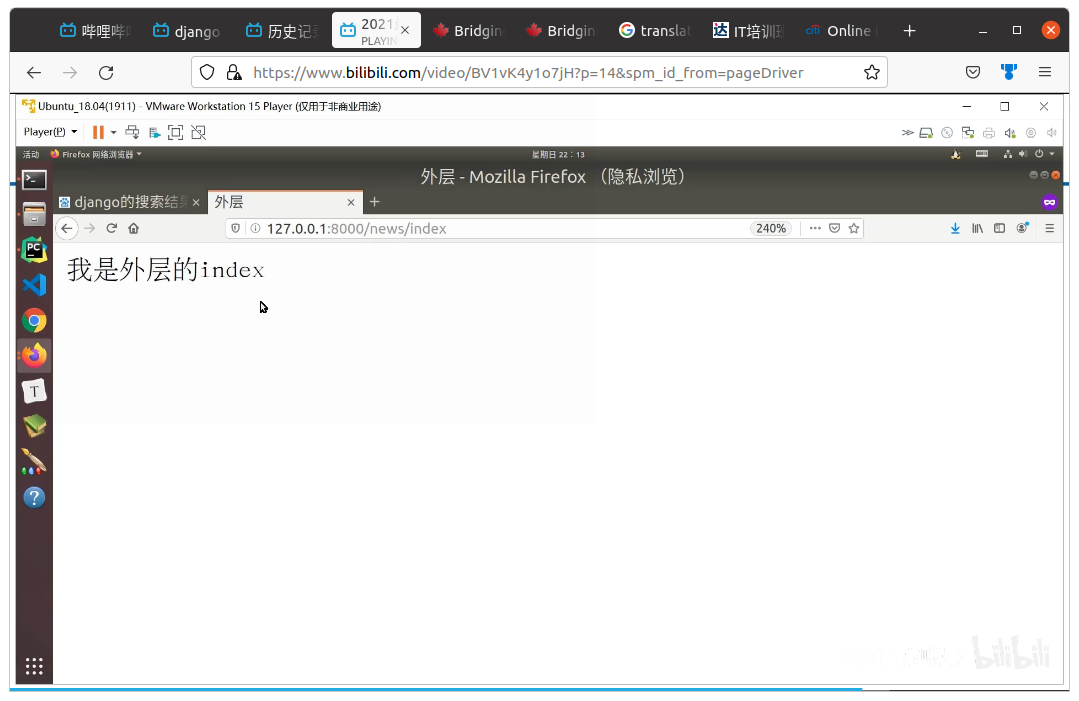 哔哩哔
django
历史记
2021
PLAYIN
Bridgin
Bridgin
translat
IT培训
Online
https://www.bilibili.com/video/BV1vK4y1o7jH?p=14&spm_id_from=pageDriver
Ubuntu_18.04(1911) - VMware Workstation 15 Player (仅用于非商业用途)
Player(P)
活动 Firefox 网络浏览器 星期日 22：13
外层 - Mozilla Firefox （隐私浏览）
django的搜索结
外层
127.0.0.1:8000/news/index
240%
我是外层的index
bilibili